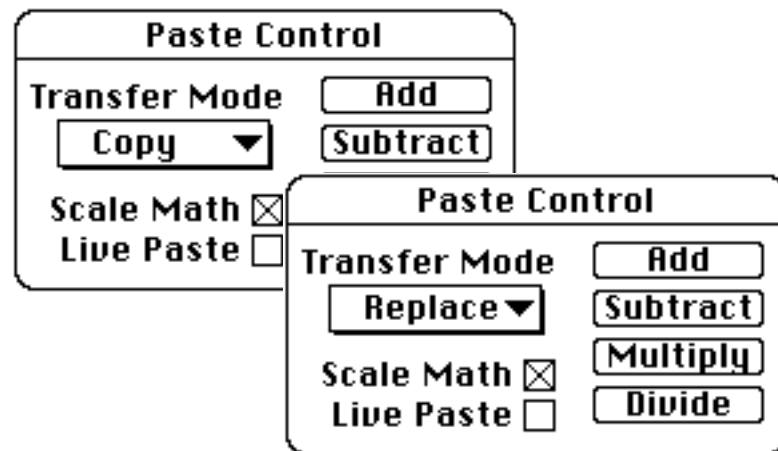 Paste Control
Transfer Mode
Add
Copy
Subtract
Scale Math
Live Paste
Paste Control
Transfer Mode
Add
Replace
Subtract
Multiply
Scale Math
Live Paste
Divide